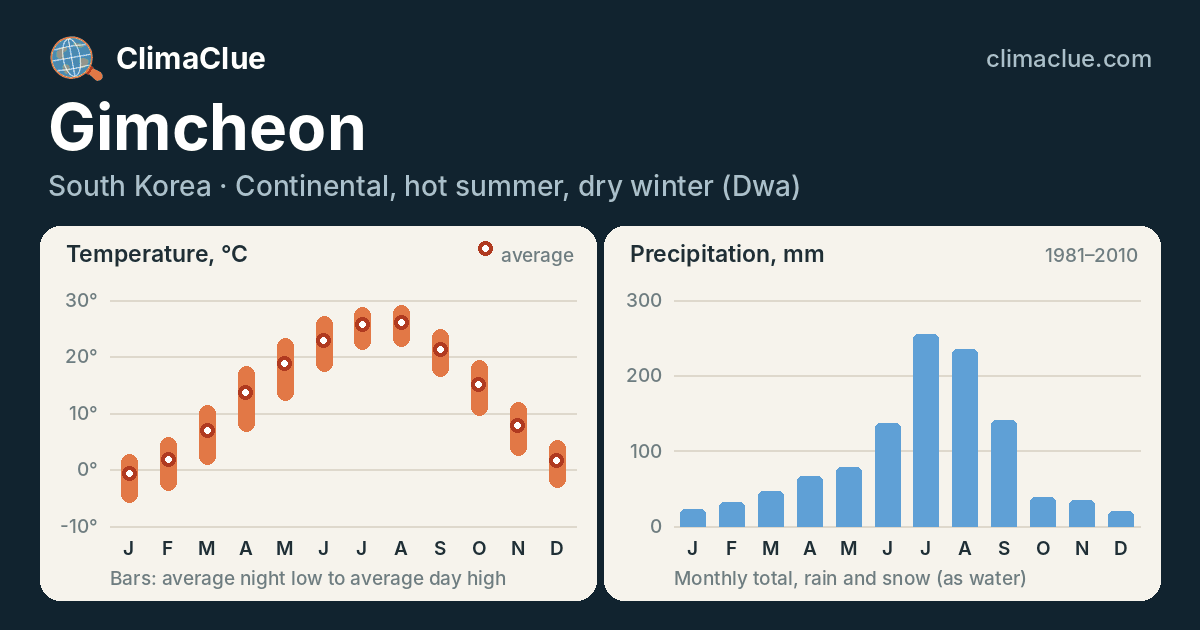 ClimaClue
climaclue.com
Gimcheon
South Korea · Continental, hot summer, dry winter (Dwa)
Temperature, °C
average
30°
20°
10°
0°
-10°
J F M A M J J A S O N D
Bars: average night low to average day high
Precipitation, mm
1981–2010
300
200
100
0
J F M A M J J A S O N D
Monthly total, rain and snow (as water)